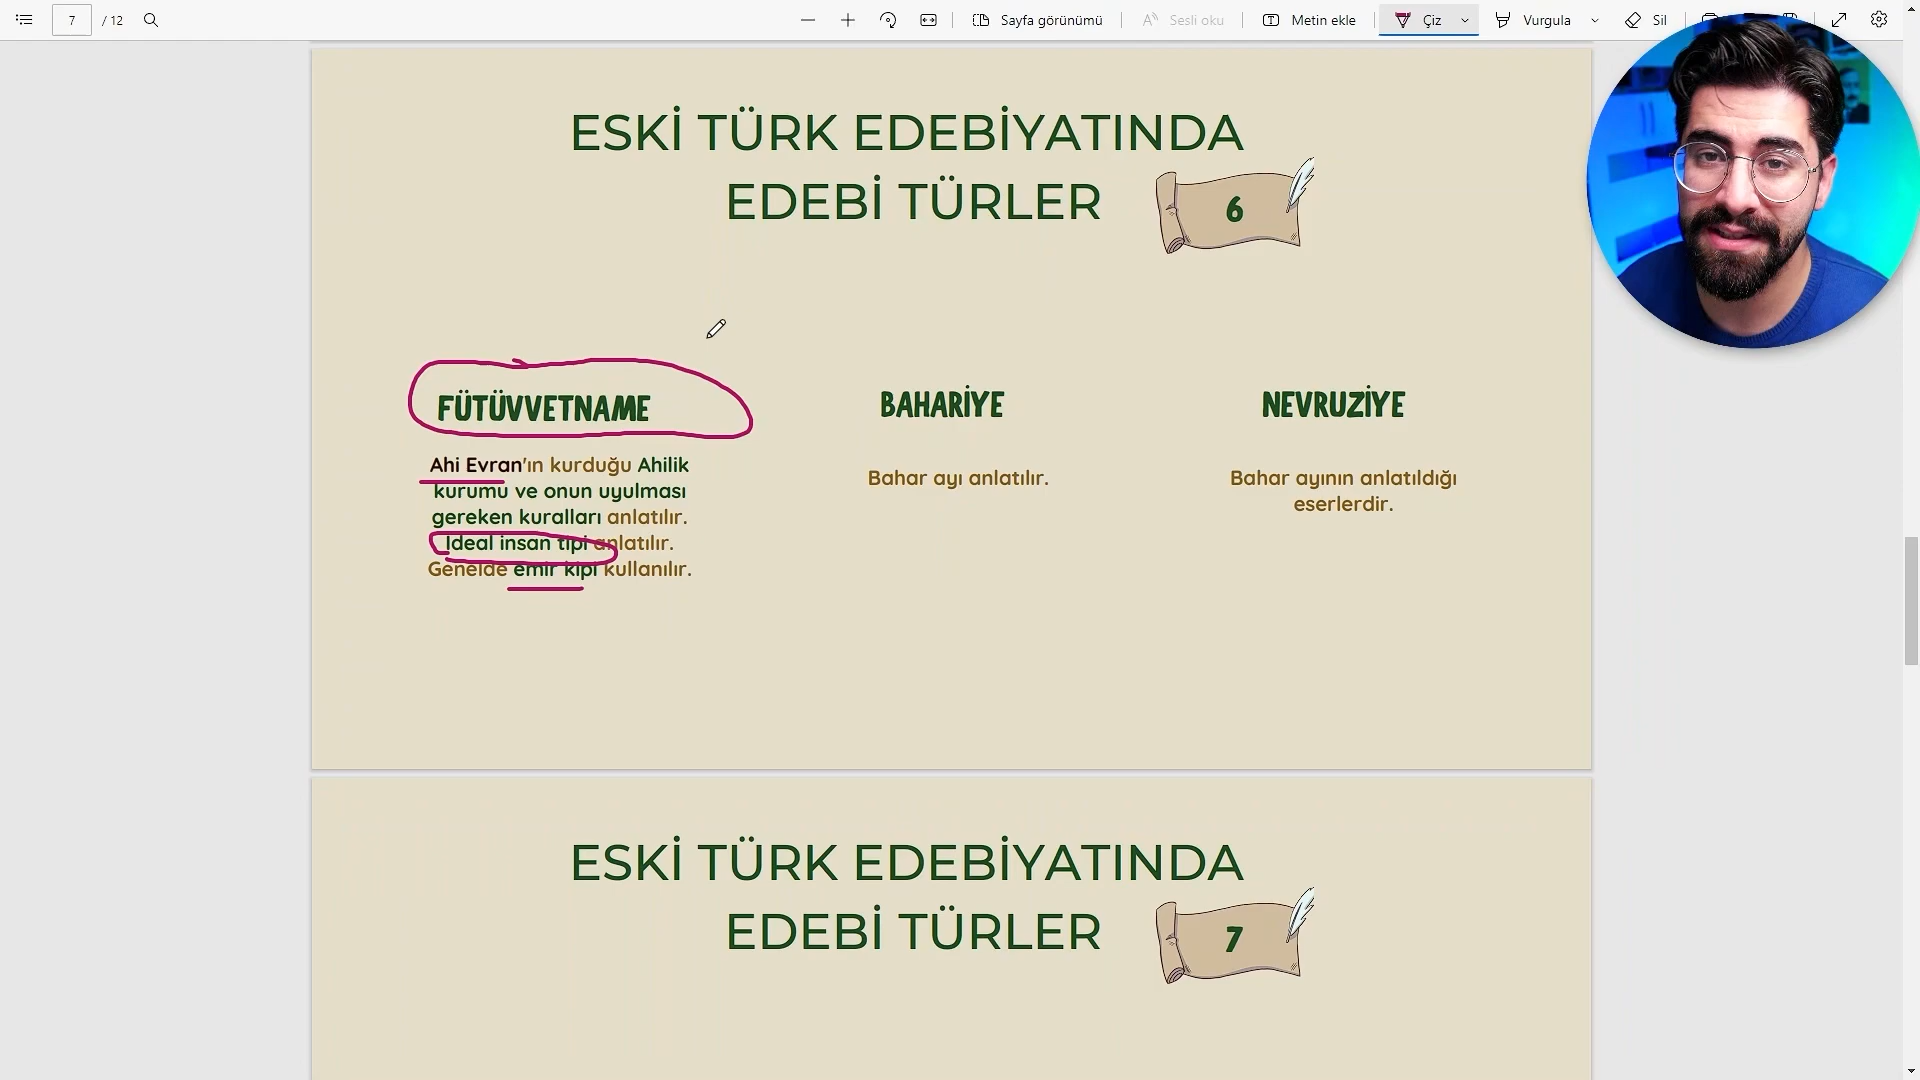 7 / 12
Sayfa görünümü
Sesli oku
Metin ekle
Çiz
Vurgula
Sil
ESKİ TÜRK EDEBİYATINDA
EDEBİ TÜRLER
6
FÜTÜVVETNAME
Ahi Evran'ın kurduğu Ahilik
kurumu ve onun uyulması
gereken kuralları anlatılır.
İdeal insan tipi anlatılır.
Genelde emir kipi kullanılır.
BAHARİYE
Bahar ayı anlatılır.
NEVRUZİYE
Bahar ayının anlatıldığı
eserlerdir.
ESKİ TÜRK EDEBİYATINDA
EDEBİ TÜRLER
7